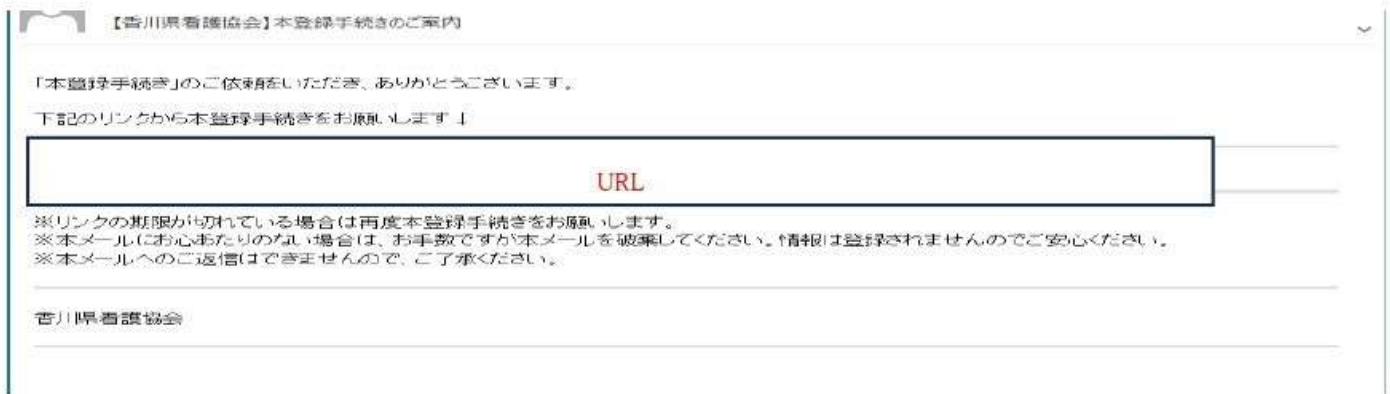 【香川県看護協会】本登録手続きのご案内
「本登録手続き」のご依頼をいただき、ありがとうございます。
下記のリンクから本登録手続きをお願いします↓
URL
※リンクの期限が切れている場合は再度本登録手続きをお願いします。
※本メールにお心あたりのない場合は、お手数ですが本メールを破棄してください。情報は登録されませんのでご安心ください。
※本メールへのご返信はできませんので、ご了承ください。
香川県看護協会